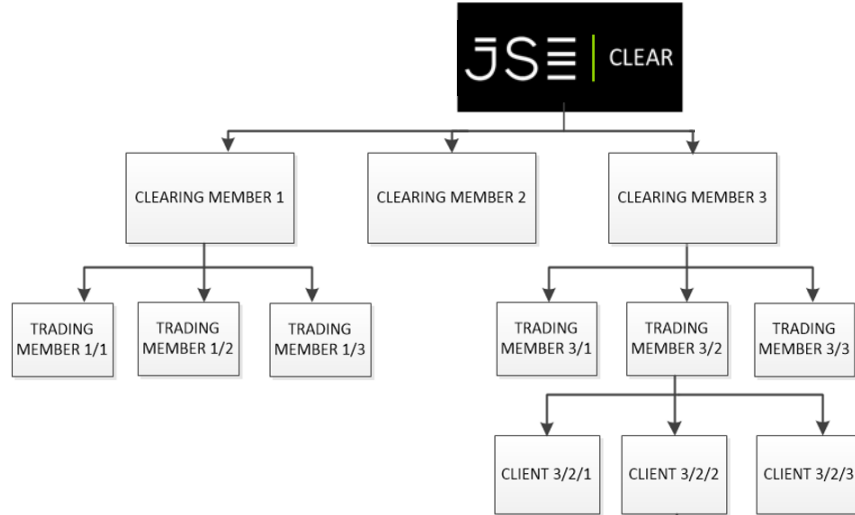 JSE | CLEAR
CLEARING MEMBER 1
CLEARING MEMBER 2
CLEARING MEMBER 3
TRADING
MEMBER 1/1
TRADING
MEMBER 1/2
TRADING
MEMBER 1/3
TRADING
MEMBER 3/1
TRADING
MEMBER 3/2
TRADING
MEMBER 3/3
CLIENT 3/2/1
CLIENT 3/2/2
CLIENT 3/2/3